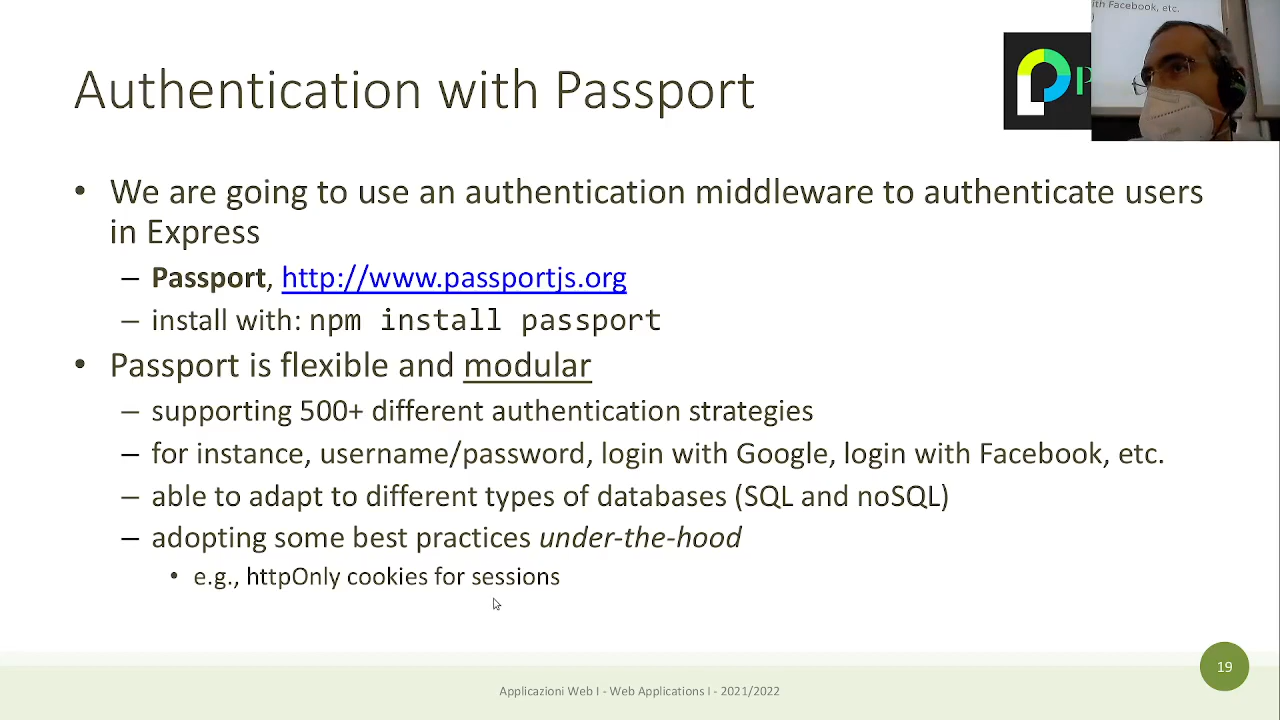 Authentication with Passport
P
with Facebook, etc.
• We are going to use an authentication middleware to authenticate users
in Express
– Passport, http://www.passportjs.org
– install with: npm install passport
• Passport is flexible and modular
– supporting 500+ different authentication strategies
– for instance, username/password, login with Google, login with Facebook, etc.
– able to adapt to different types of databases (SQL and noSQL)
– adopting some best practices under-the-hood
• e.g., httpOnly cookies for sessions
19
Applicazioni Web I - Web Applications I - 2021/2022